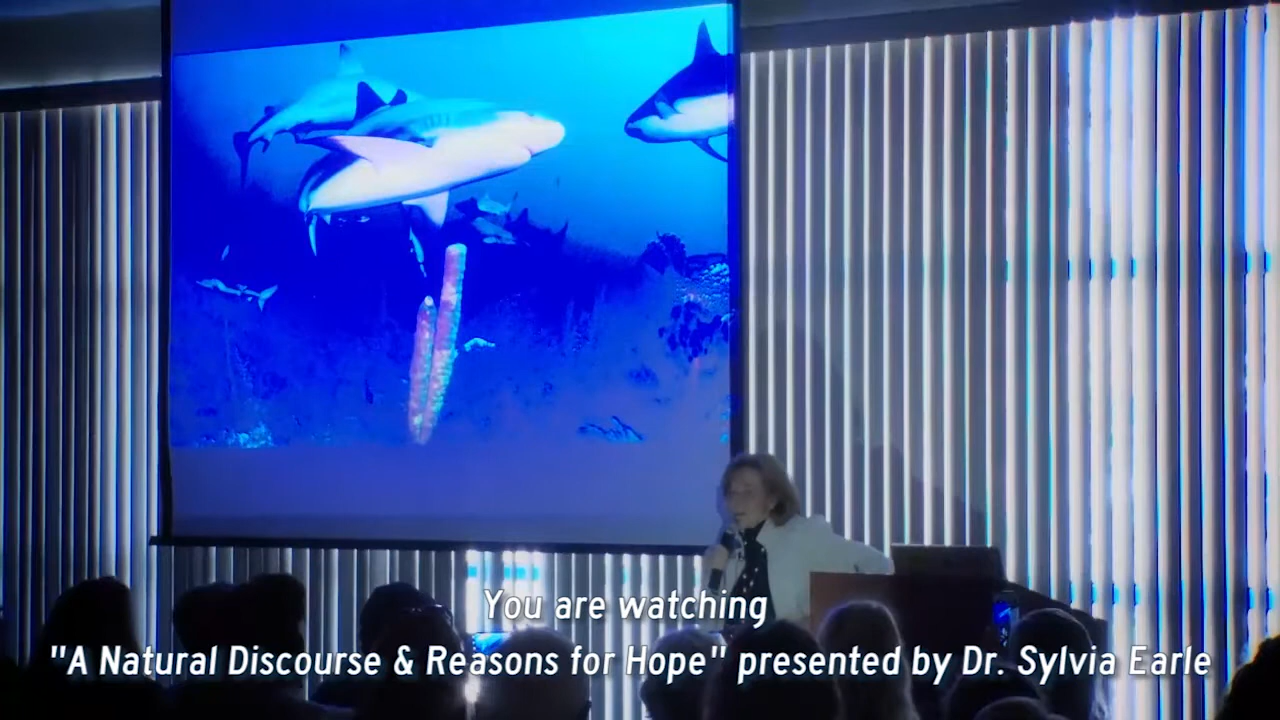 You are watching
"A Natural Discourse & Reasons for Hope" presented by Dr. Sylvia Earle